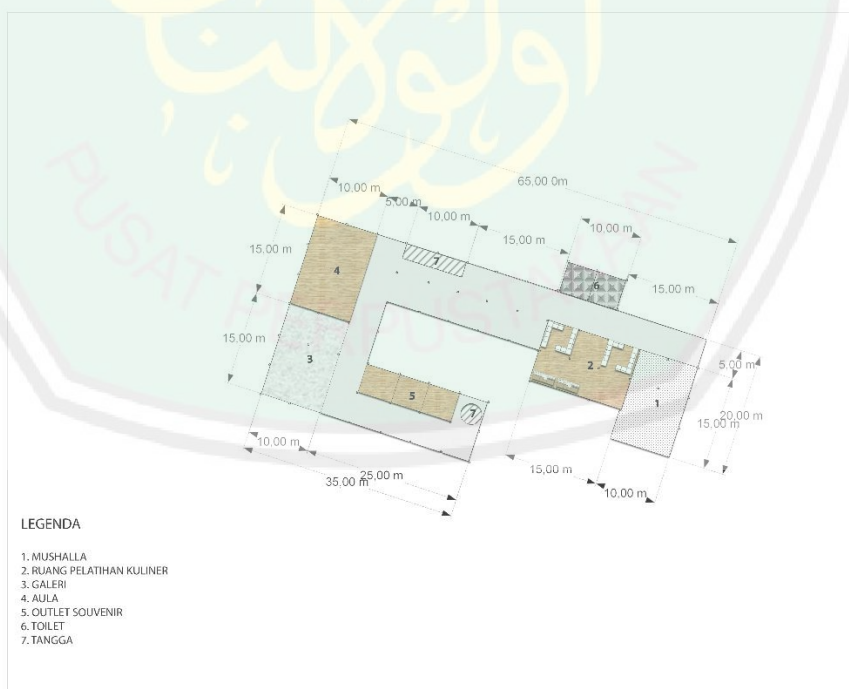 PUSAT PERPUSTAKAAN
65,00 0m
10,00 m
5,00 m
10,00 m
15,00 m
10,00 m
15,00 m
15,00 m
15,00 m
4
7
6
3
2
5
7
1
5,00 m
20,00 m
15,00 m
10,00 m
25,00 m
35,00 m
15,00 m
10,00 m
LEGENDA
1. MUSHALLA
2. RUANG PELATIHAN KULINER
3. GALERI
4. AULA
5. OUTLET SOUVENIR
6. TOILET
7. TANGGA